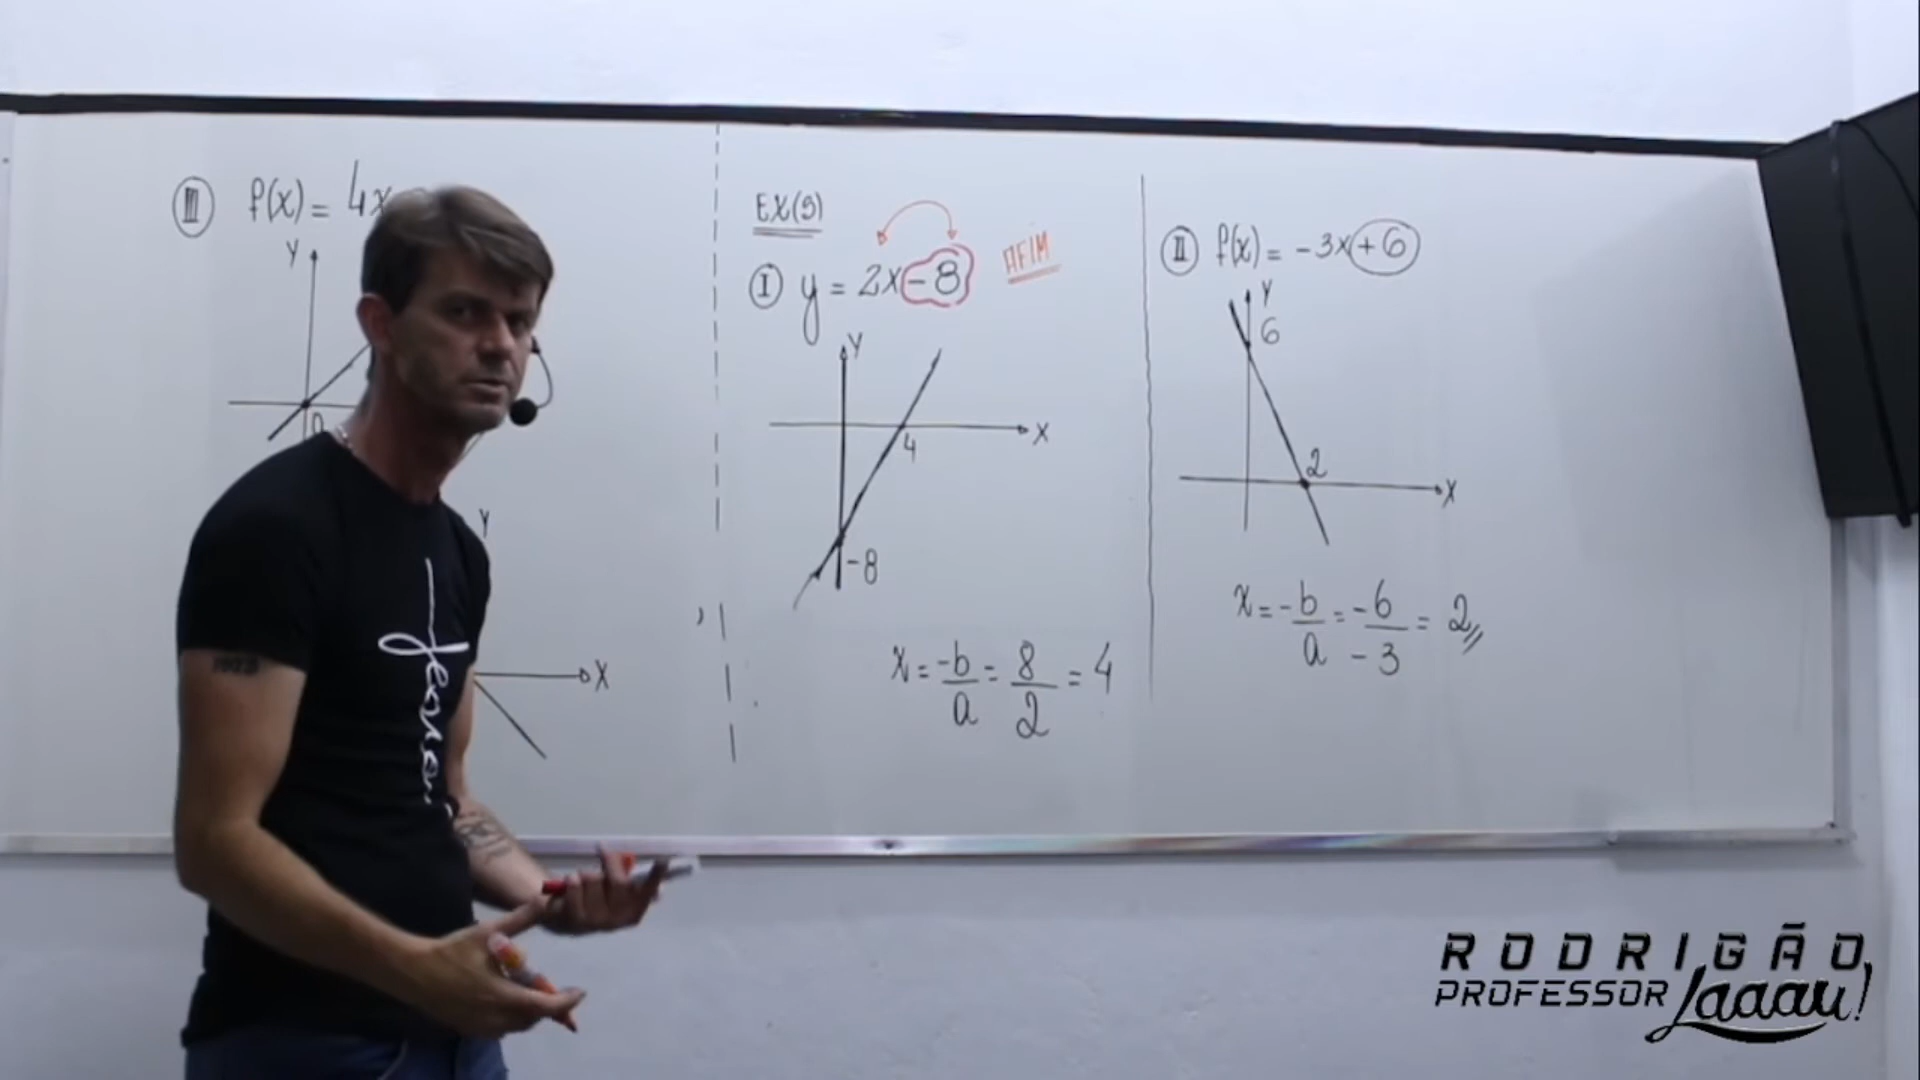 III f(x) = 4x
Y
0
Y
X
EX(S)
AFIM
I y = 2x - 8
Y
X
4
-8
x = -b/a = 8/2 = 4
II f(x) = -3x + 6
Y
6
2
X
x = -b/a = -6/-3 = 2
RODRIGÃO
PROFESSOR Laaau!